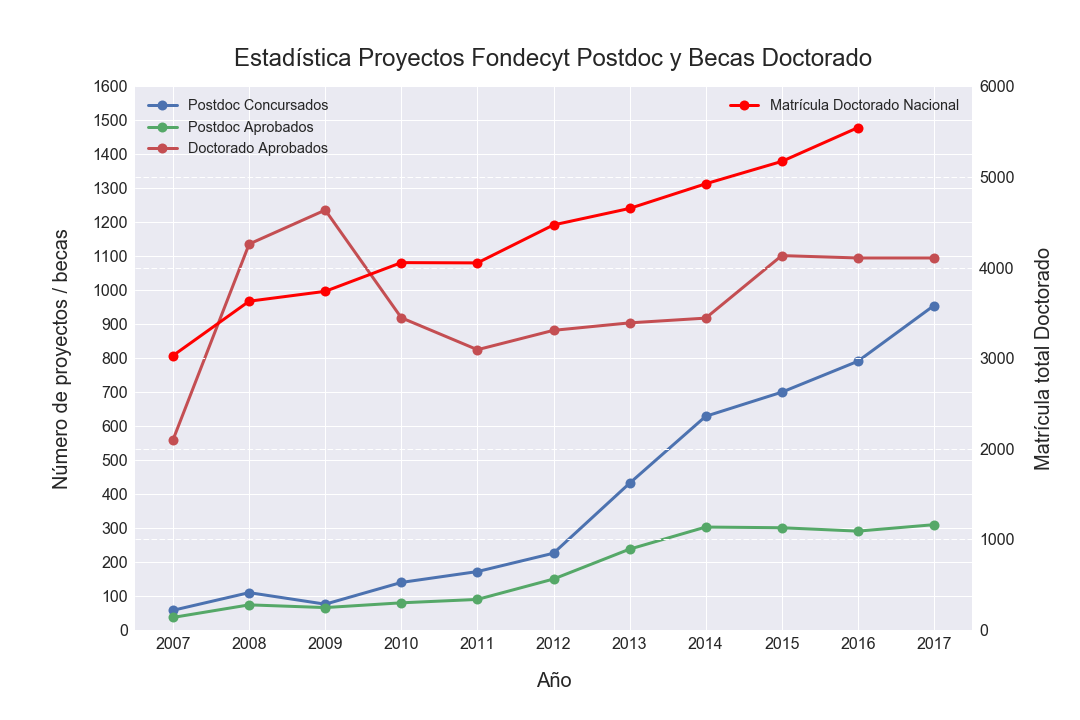 Estadística Proyectos Fondecyt Postdoc y Becas Doctorado
Postdoc Concursados
Postdoc Aprobados
Doctorado Aprobados
Matrícula Doctorado Nacional
Número de proyectos / becas
1600
1500
1400
1300
1200
1100
1000
900
800
700
600
500
400
300
200
100
0
6000
5000
4000
3000
2000
1000
0
Matrícula total Doctorado
2007 2008 2009 2010 2011 2012 2013 2014 2015 2016 2017
Año